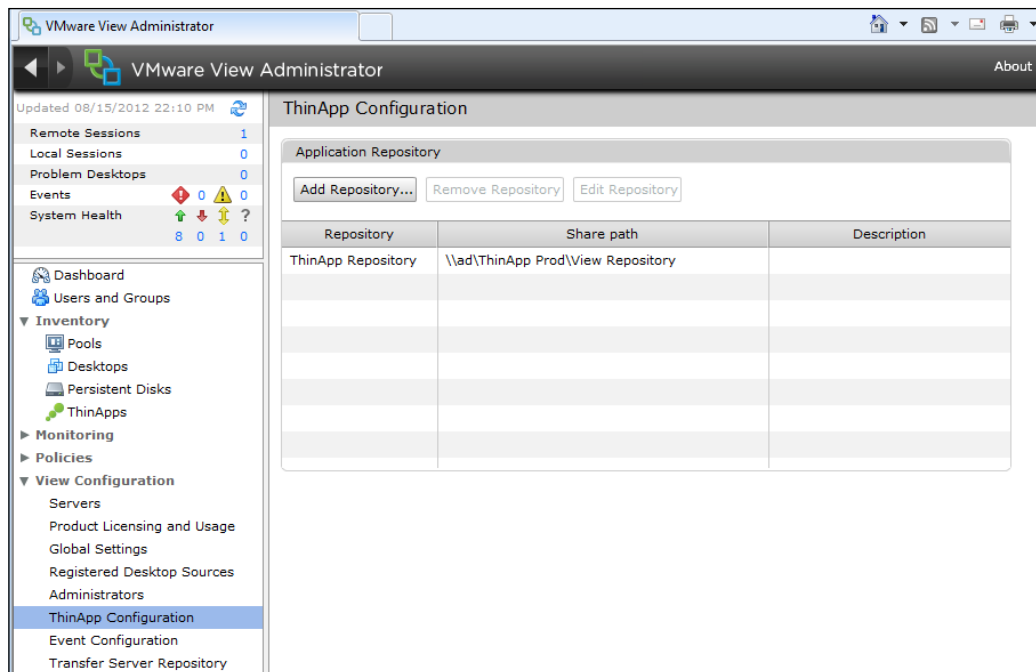 VMware View Administrator
VMware View Administrator
About
Updated 08/15/2012 22:10 PM
Remote Sessions 1
Local Sessions 0
Problem Desktops 0
Events 0 0
System Health ?
8 0 1 0
Dashboard
Users and Groups
Inventory
Pools
Desktops
Persistent Disks
ThinApps
Monitoring
Policies
View Configuration
Servers
Product Licensing and Usage
Global Settings
Registered Desktop Sources
Administrators
ThinApp Configuration
Event Configuration
Transfer Server Repository
ThinApp Configuration
Application Repository
Add Repository... Remove Repository Edit Repository
Repository Share path Description
ThinApp Repository \\ad\ThinApp Prod\View Repository